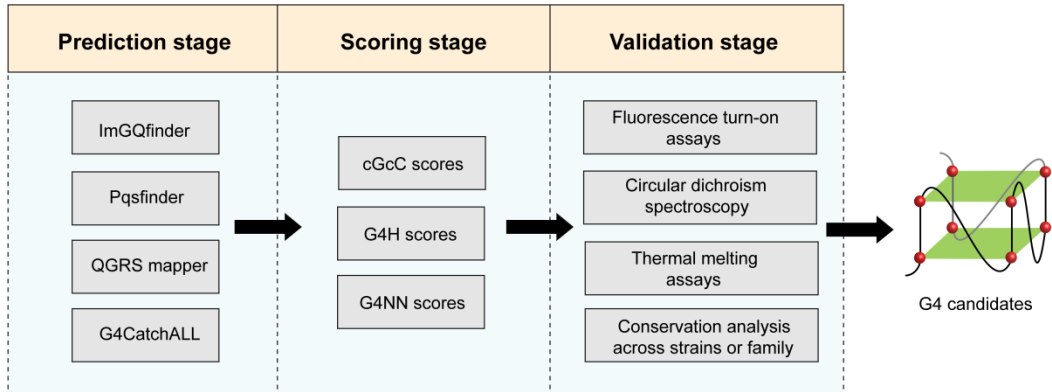 Prediction stage
Scoring stage
Validation stage
ImGQfinder
Pqsfinder
QGRS mapper
G4CatchALL
cGcC scores
G4H scores
G4NN scores
Fluorescence turn-on
assays
Circular dichroism
spectroscopy
Thermal melting
assays
Conservation analysis
across strains or family
G4 candidates